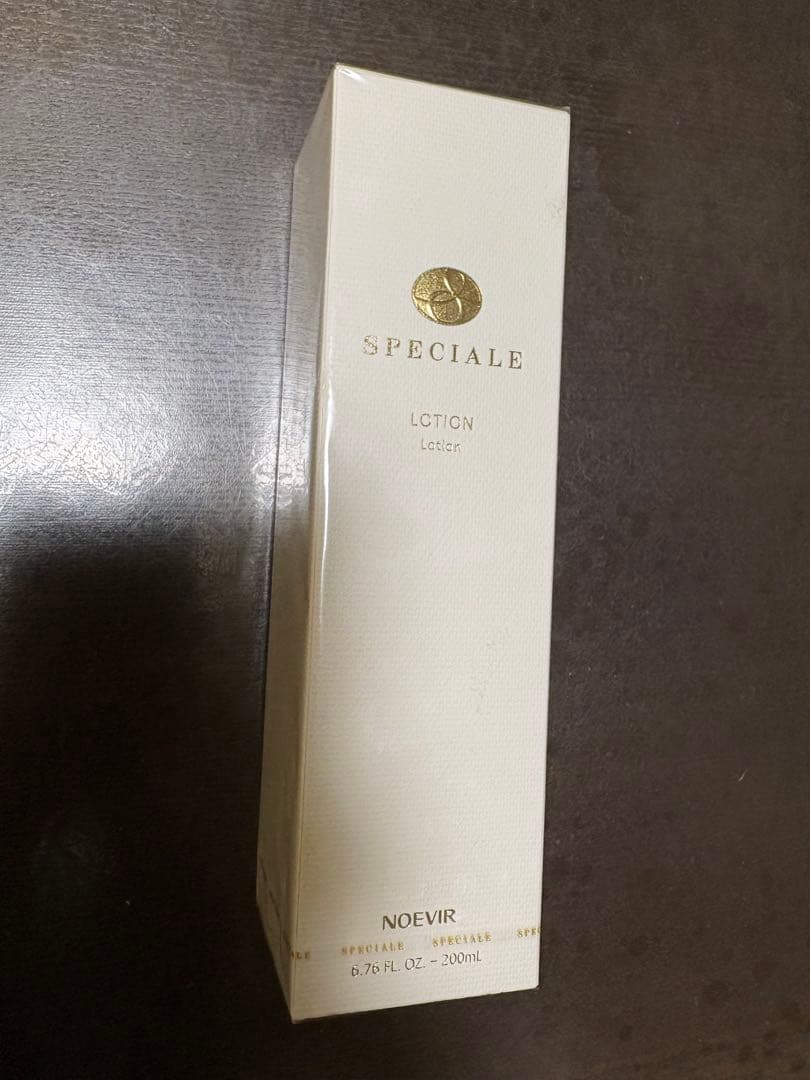 SPECIALE
LOTION
Lotion
NOEVIR
SPECIALE SPECIALE
6.76 FL. OZ. – 200mL